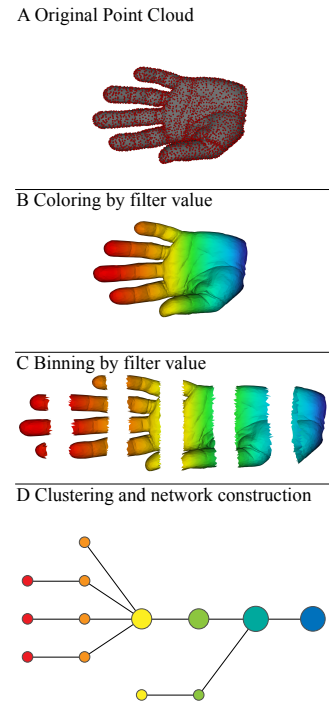 A Original Point Cloud
B Coloring by filter value
C Binning by filter value
D Clustering and network construction